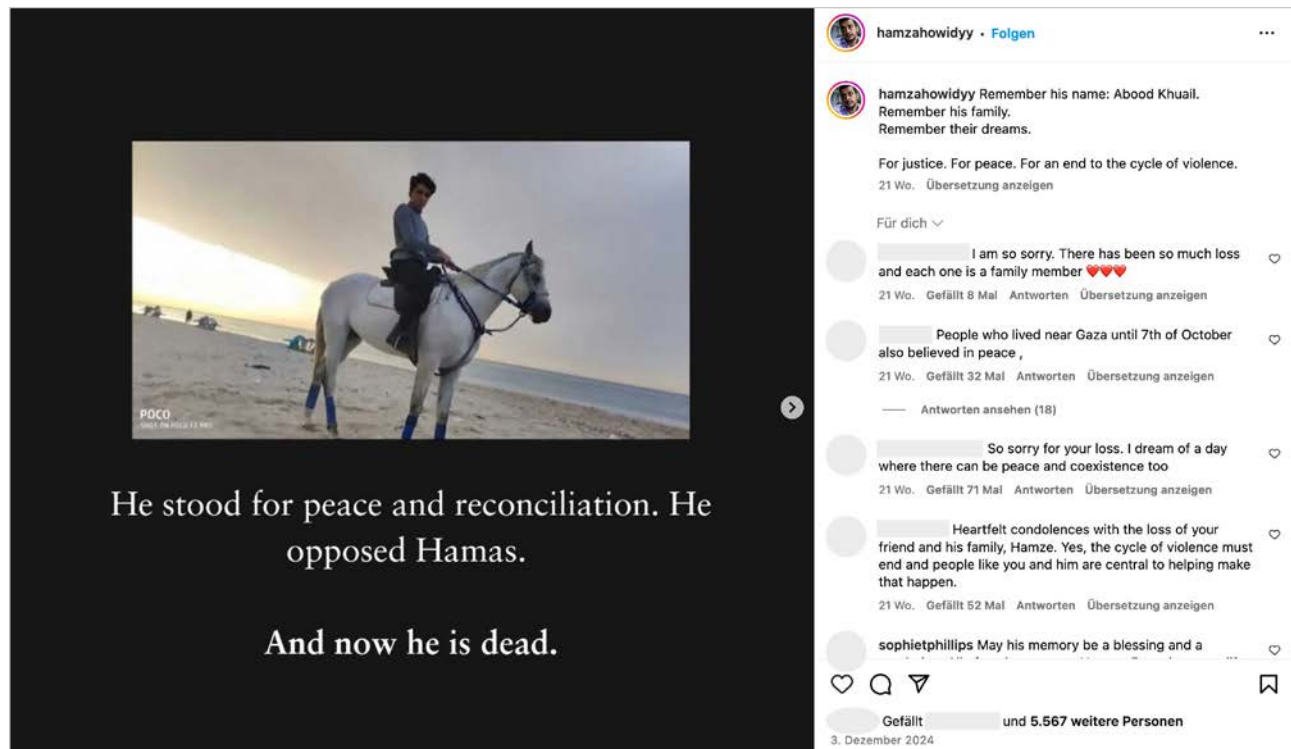 hamzahowidyy • Folgen
hamzahowidyy Remember his name: Abood Khuail.
Remember his family.
Remember their dreams.
For justice. For peace. For an end to the cycle of violence.
21 Wo. Übersetzung anzeigen
Für dich
I am so sorry. There has been so much loss
and each one is a family member ❤️❤️❤️
21 Wo. Gefällt 8 Mal Antworten Übersetzung anzeigen
People who lived near Gaza until 7th of October
also believed in peace ,
21 Wo. Gefällt 32 Mal Antworten Übersetzung anzeigen
Antworten ansehen (18)
So sorry for your loss. I dream of a day
where there can be peace and coexistence too
21 Wo. Gefällt 71 Mal Antworten Übersetzung anzeigen
Heartfelt condolences with the loss of your
friend and his family, Hamze. Yes, the cycle of violence must
end and people like you and him are central to helping make
that happen.
21 Wo. Gefällt 52 Mal Antworten Übersetzung anzeigen
sophietphillips May his memory be a blessing and a
Gefällt und 5.567 weitere Personen
3. Dezember 2024
POCO
He stood for peace and reconciliation. He
opposed Hamas.
And now he is dead.